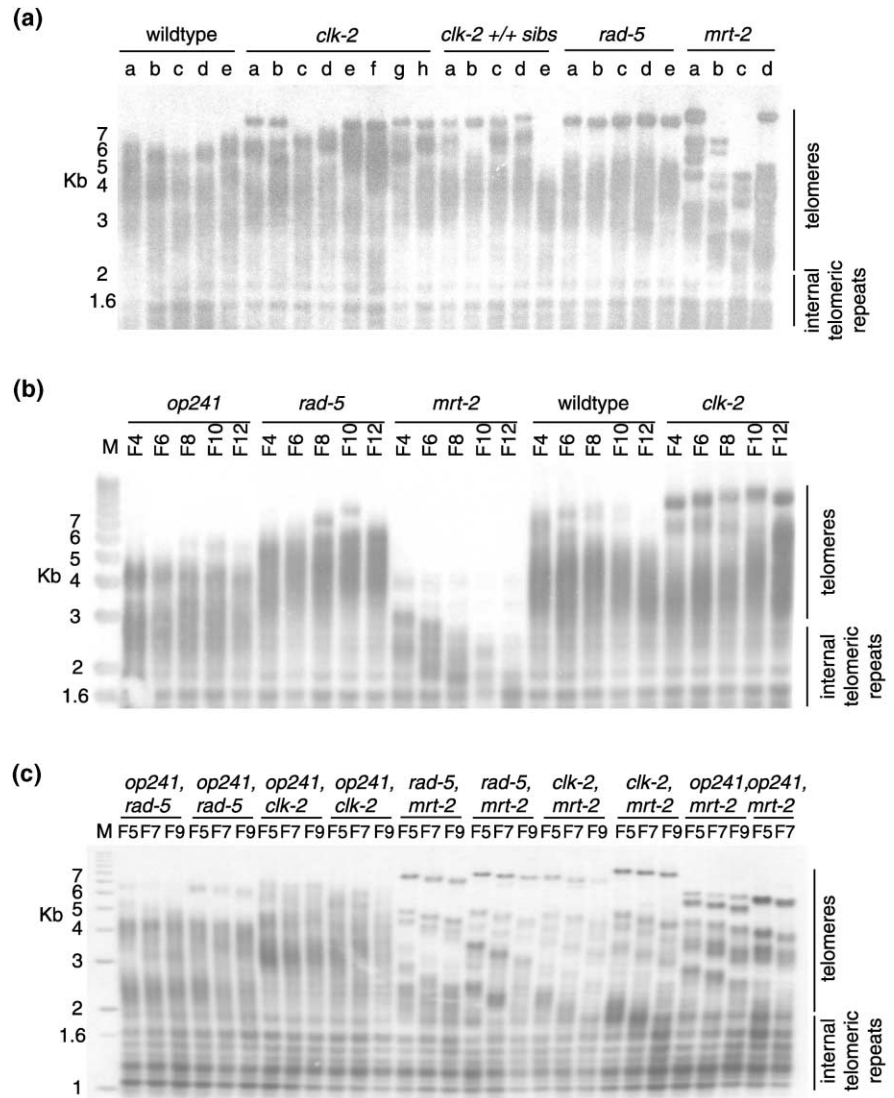 (a)
wildtype clk-2 clk-2 +/+ sibs rad-5 mrt-2
a b c d e a b c d e f g h a b c d e a b c d e a b c d
7
6
5
Kb
4
3
2
1.6
telomeres
internal telomeric repeats
(b)
op241 rad-5 mrt-2 wildtype clk-2
M F4 F6 F8 F10 F12 F4 F6 F8 F10 F12 F4 F6 F8 F10 F12 F4 F6 F8 F10 F12 F4 F6 F8 F10 F12
7
6
5
Kb
4
3
2
1.6
telomeres
internal telomeric repeats
(c)
op241, op241, op241, op241, rad-5, rad-5, clk-2, clk-2, op241, op241,
rad-5 rad-5 clk-2 clk-2 mrt-2 mrt-2 mrt-2 mrt-2 mrt-2 mrt-2
M F5 F7 F9 F5 F7 F9 F5 F7 F9 F5 F7 F9 F5 F7 F9 F5 F7 F9 F5 F7 F9 F5 F7 F9 F5 F7 F9 F5 F7
7
6
Kb
5
4
3
2
1.6
1
telomeres
internal telomeric repeats